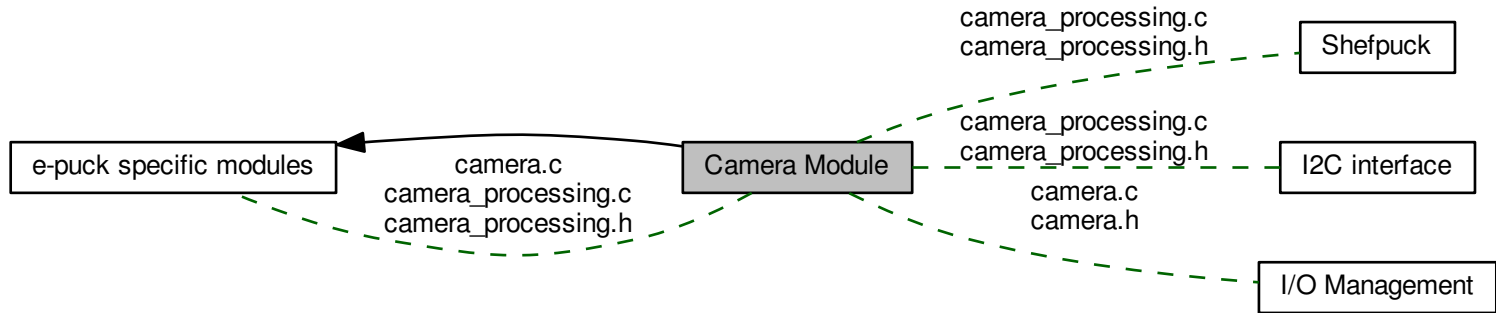 camera_processing.c
camera_processing.h
Shefpuck
e-puck specific modules
camera.c
camera_processing.c
camera_processing.h
Camera Module
camera_processing.c
camera_processing.h
I2C interface
camera.c
camera.h
I/O Management